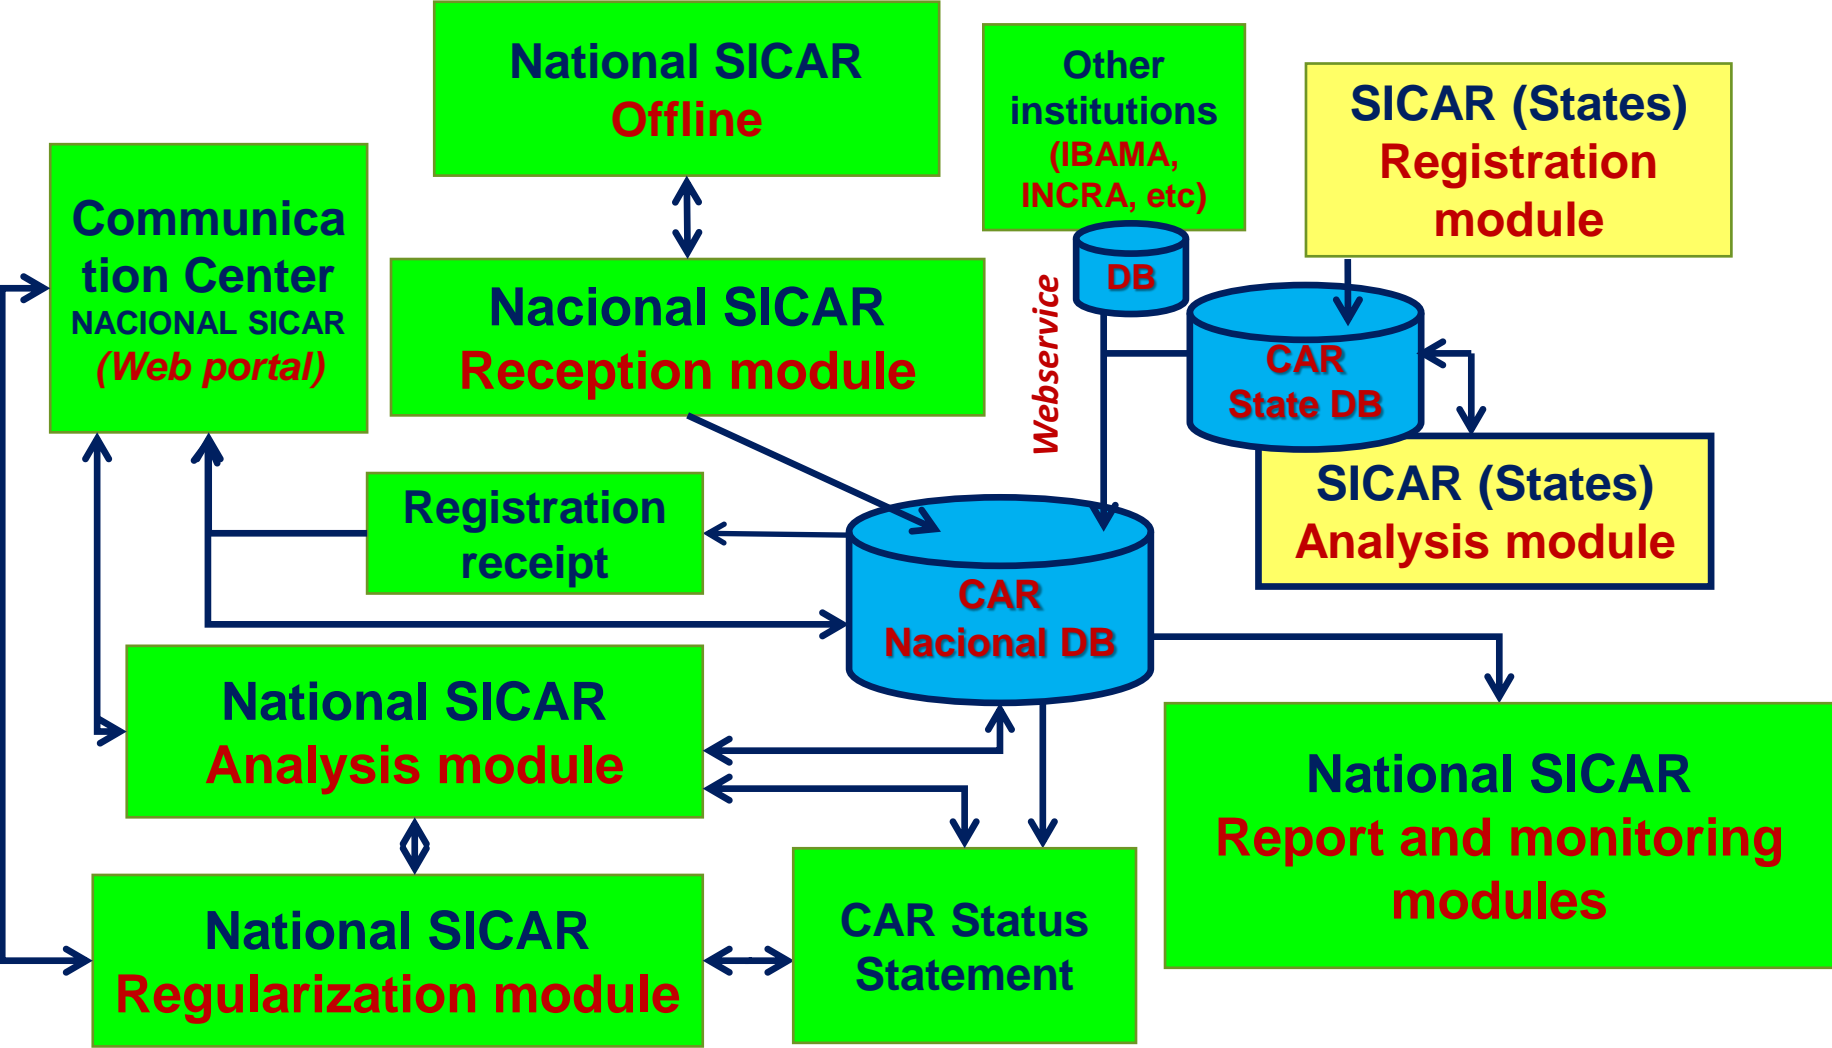 National SICAR
Offline
Other
institutions
(IBAMA,
INCRA, etc)
DB
SICAR (States)
Registration
module
Communica
tion Center
NACIONAL SICAR
(Web portal)
Nacional SICAR
Reception module
Webservice
CAR
State DB
SICAR (States)
Analysis module
Registration
receipt
CAR
Nacional DB
National SICAR
Analysis module
National SICAR
Report and monitoring
modules
National SICAR
Regularization module
CAR Status
Statement